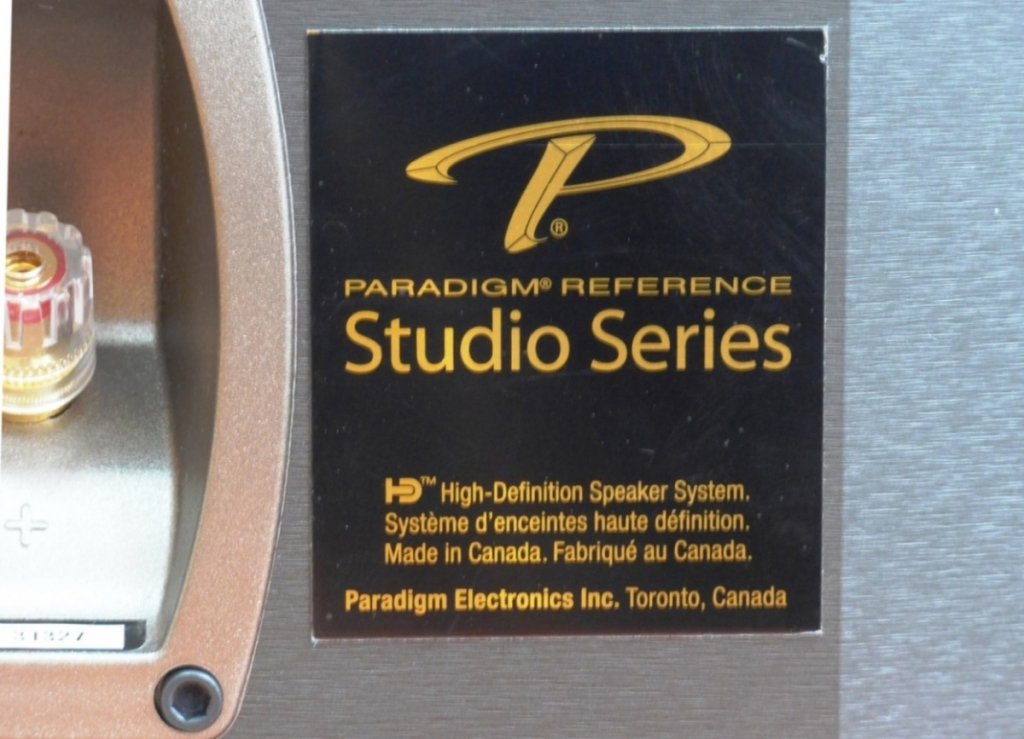 P®
PARADIGM® REFERENCE
Studio Series
HD™ High-Definition Speaker System.
Système d'enceintes haute définition.
Made in Canada. Fabriqué au Canada.
Paradigm Electronics Inc. Toronto, Canada
+